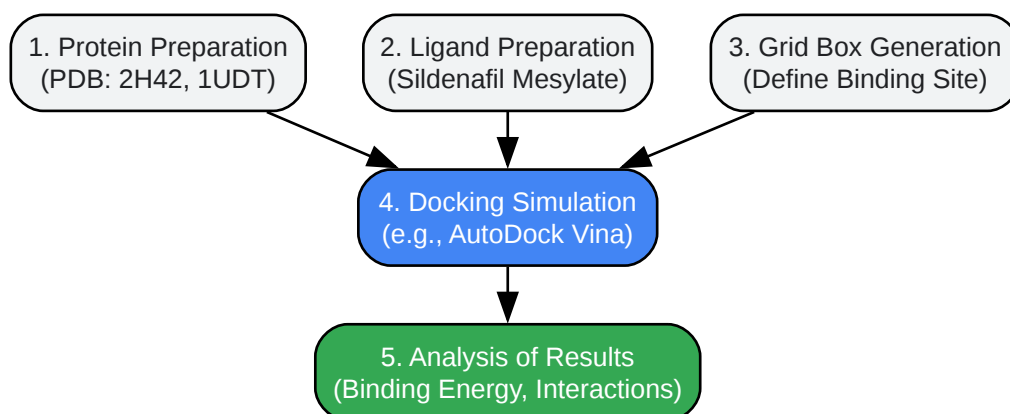 1. Protein Preparation
(PDB: 2H42, 1UDT)
2. Ligand Preparation
(Sildenafil Mesylate)
3. Grid Box Generation
(Define Binding Site)
4. Docking Simulation
(e.g., AutoDock Vina)
5. Analysis of Results
(Binding Energy, Interactions)